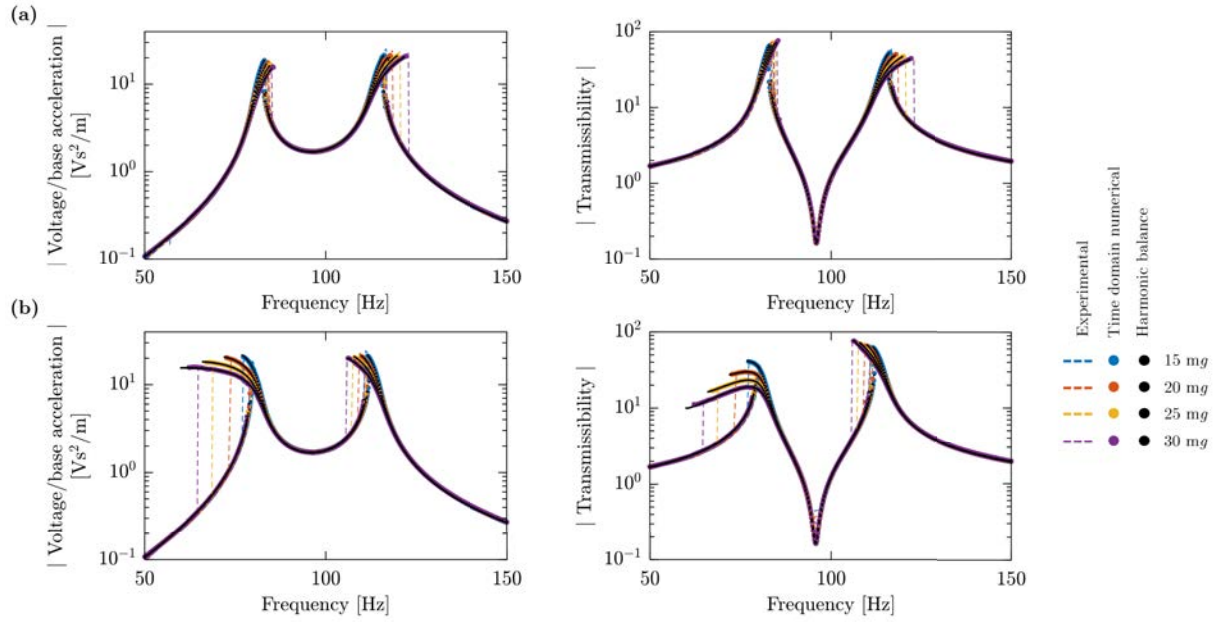 (a)
| Voltage/base acceleration |
[Vs²/m]
10¹
10⁰
10⁻¹
50
100
150
Frequency [Hz]
| Transmissibility |
10²
10¹
10⁰
10⁻¹
50
100
150
Frequency [Hz]
(b)
| Voltage/base acceleration |
[Vs²/m]
10¹
10⁰
10⁻¹
50
100
150
Frequency [Hz]
| Transmissibility |
10²
10¹
10⁰
10⁻¹
50
100
150
Frequency [Hz]
Experimental
Time domain numerical
Harmonic balance
15 mg
20 mg
25 mg
30 mg